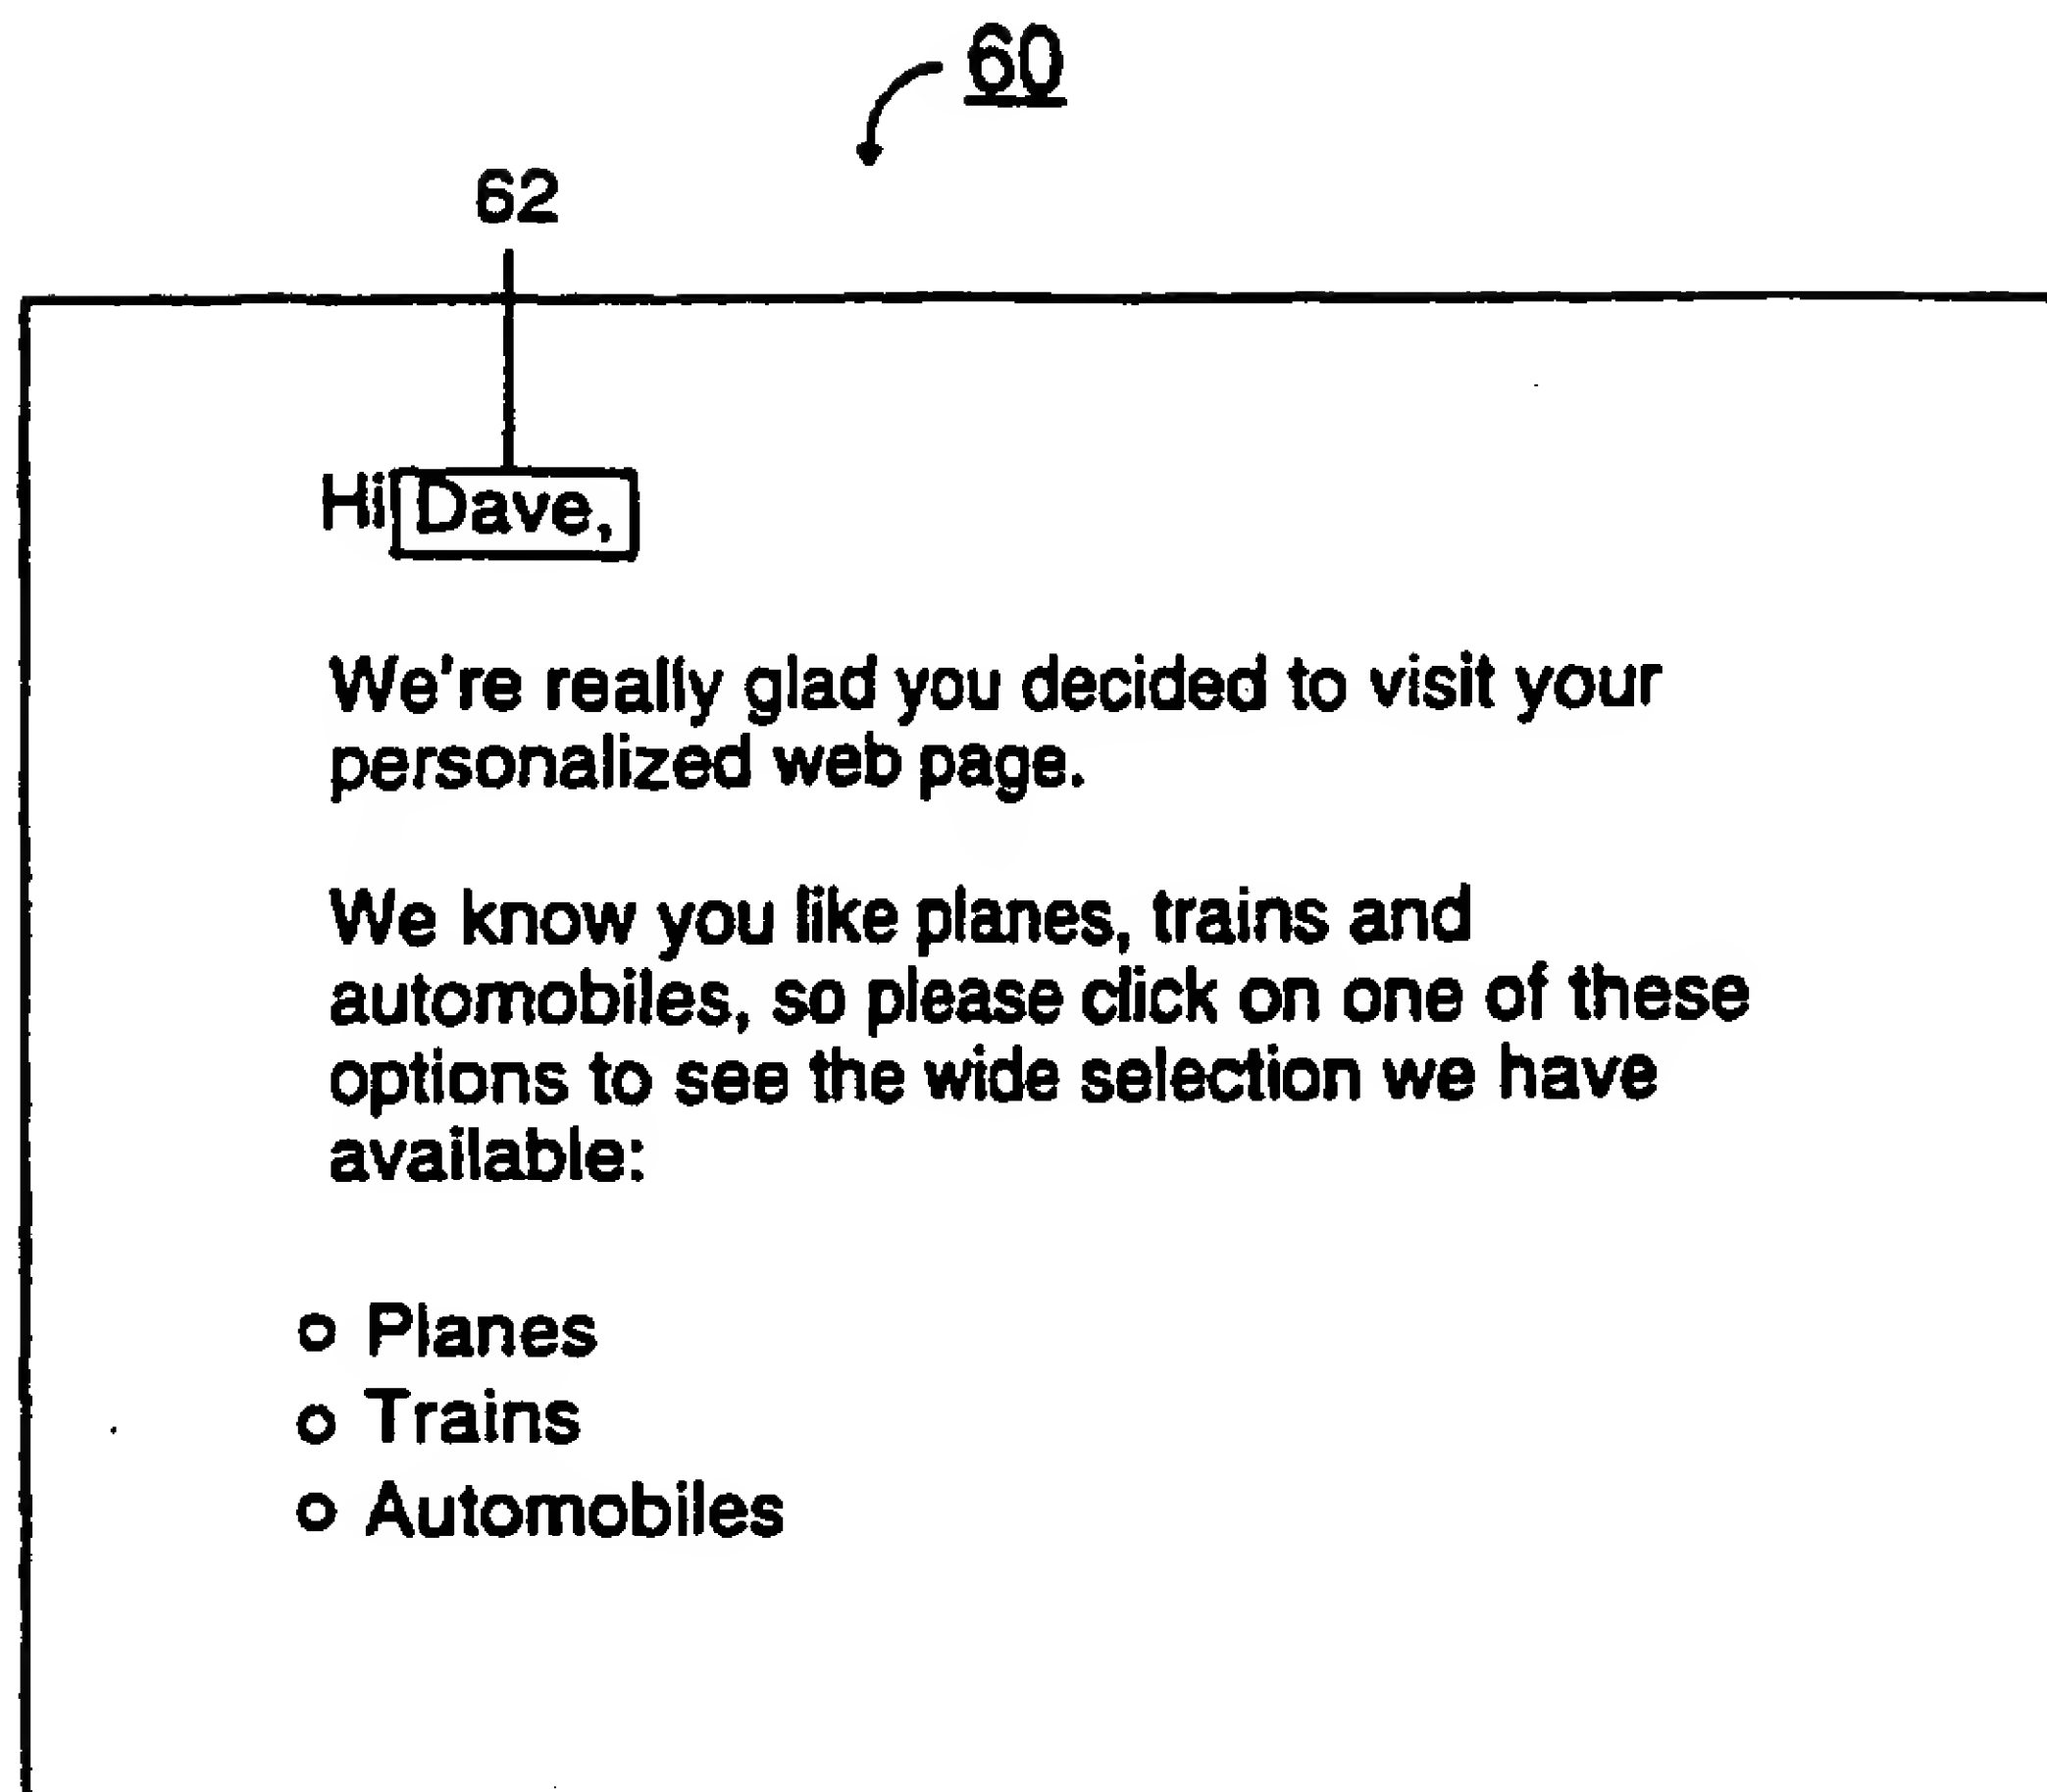 60
62
Hi Dave,
We're really glad you decided to visit your
personalized web page.
We know you like planes, trains and
automobiles, so please click on one of these
options to see the wide selection we have
available:
o Planes
o Trains
o Automobiles